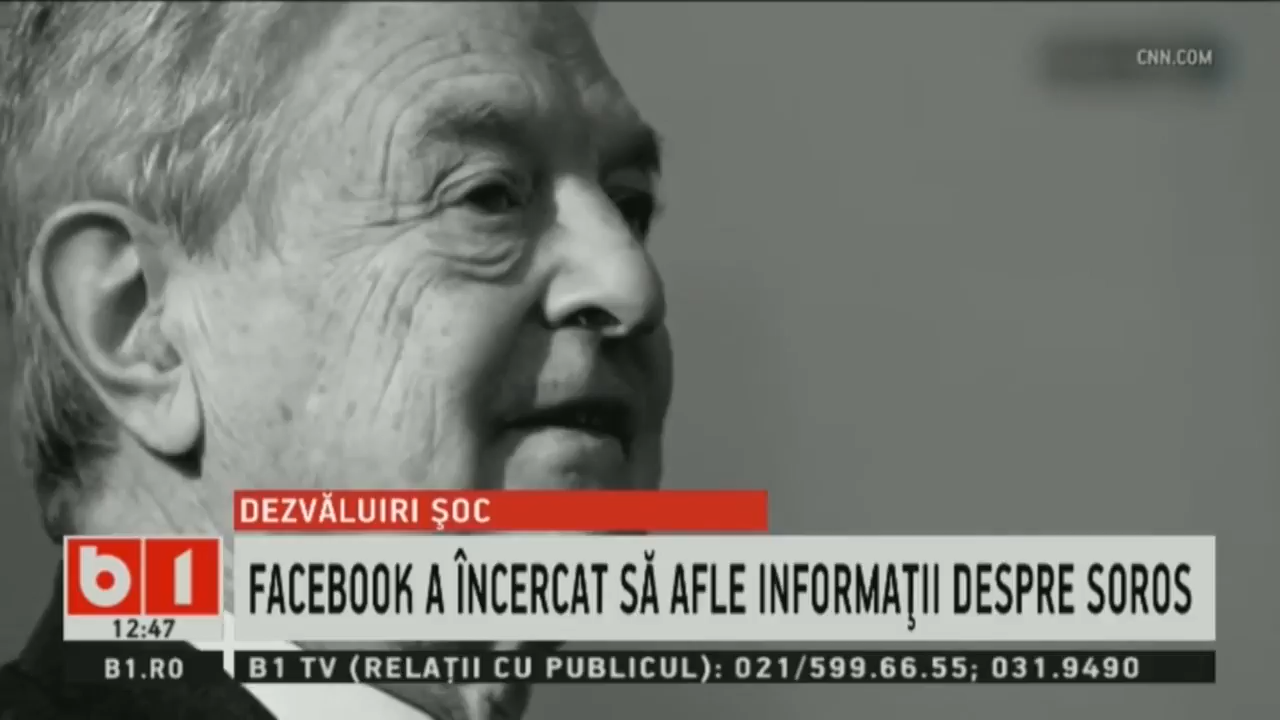 CNN.COM
DEZVĂLUIRI ŞOC
FACEBOOK A ÎNCERCAT SĂ AFLE INFORMAŢII DESPRE SOROS
b1
12:47
B1.RO
B1 TV (RELAȚII CU PUBLICUL): 021/599.66.55; 031.9490